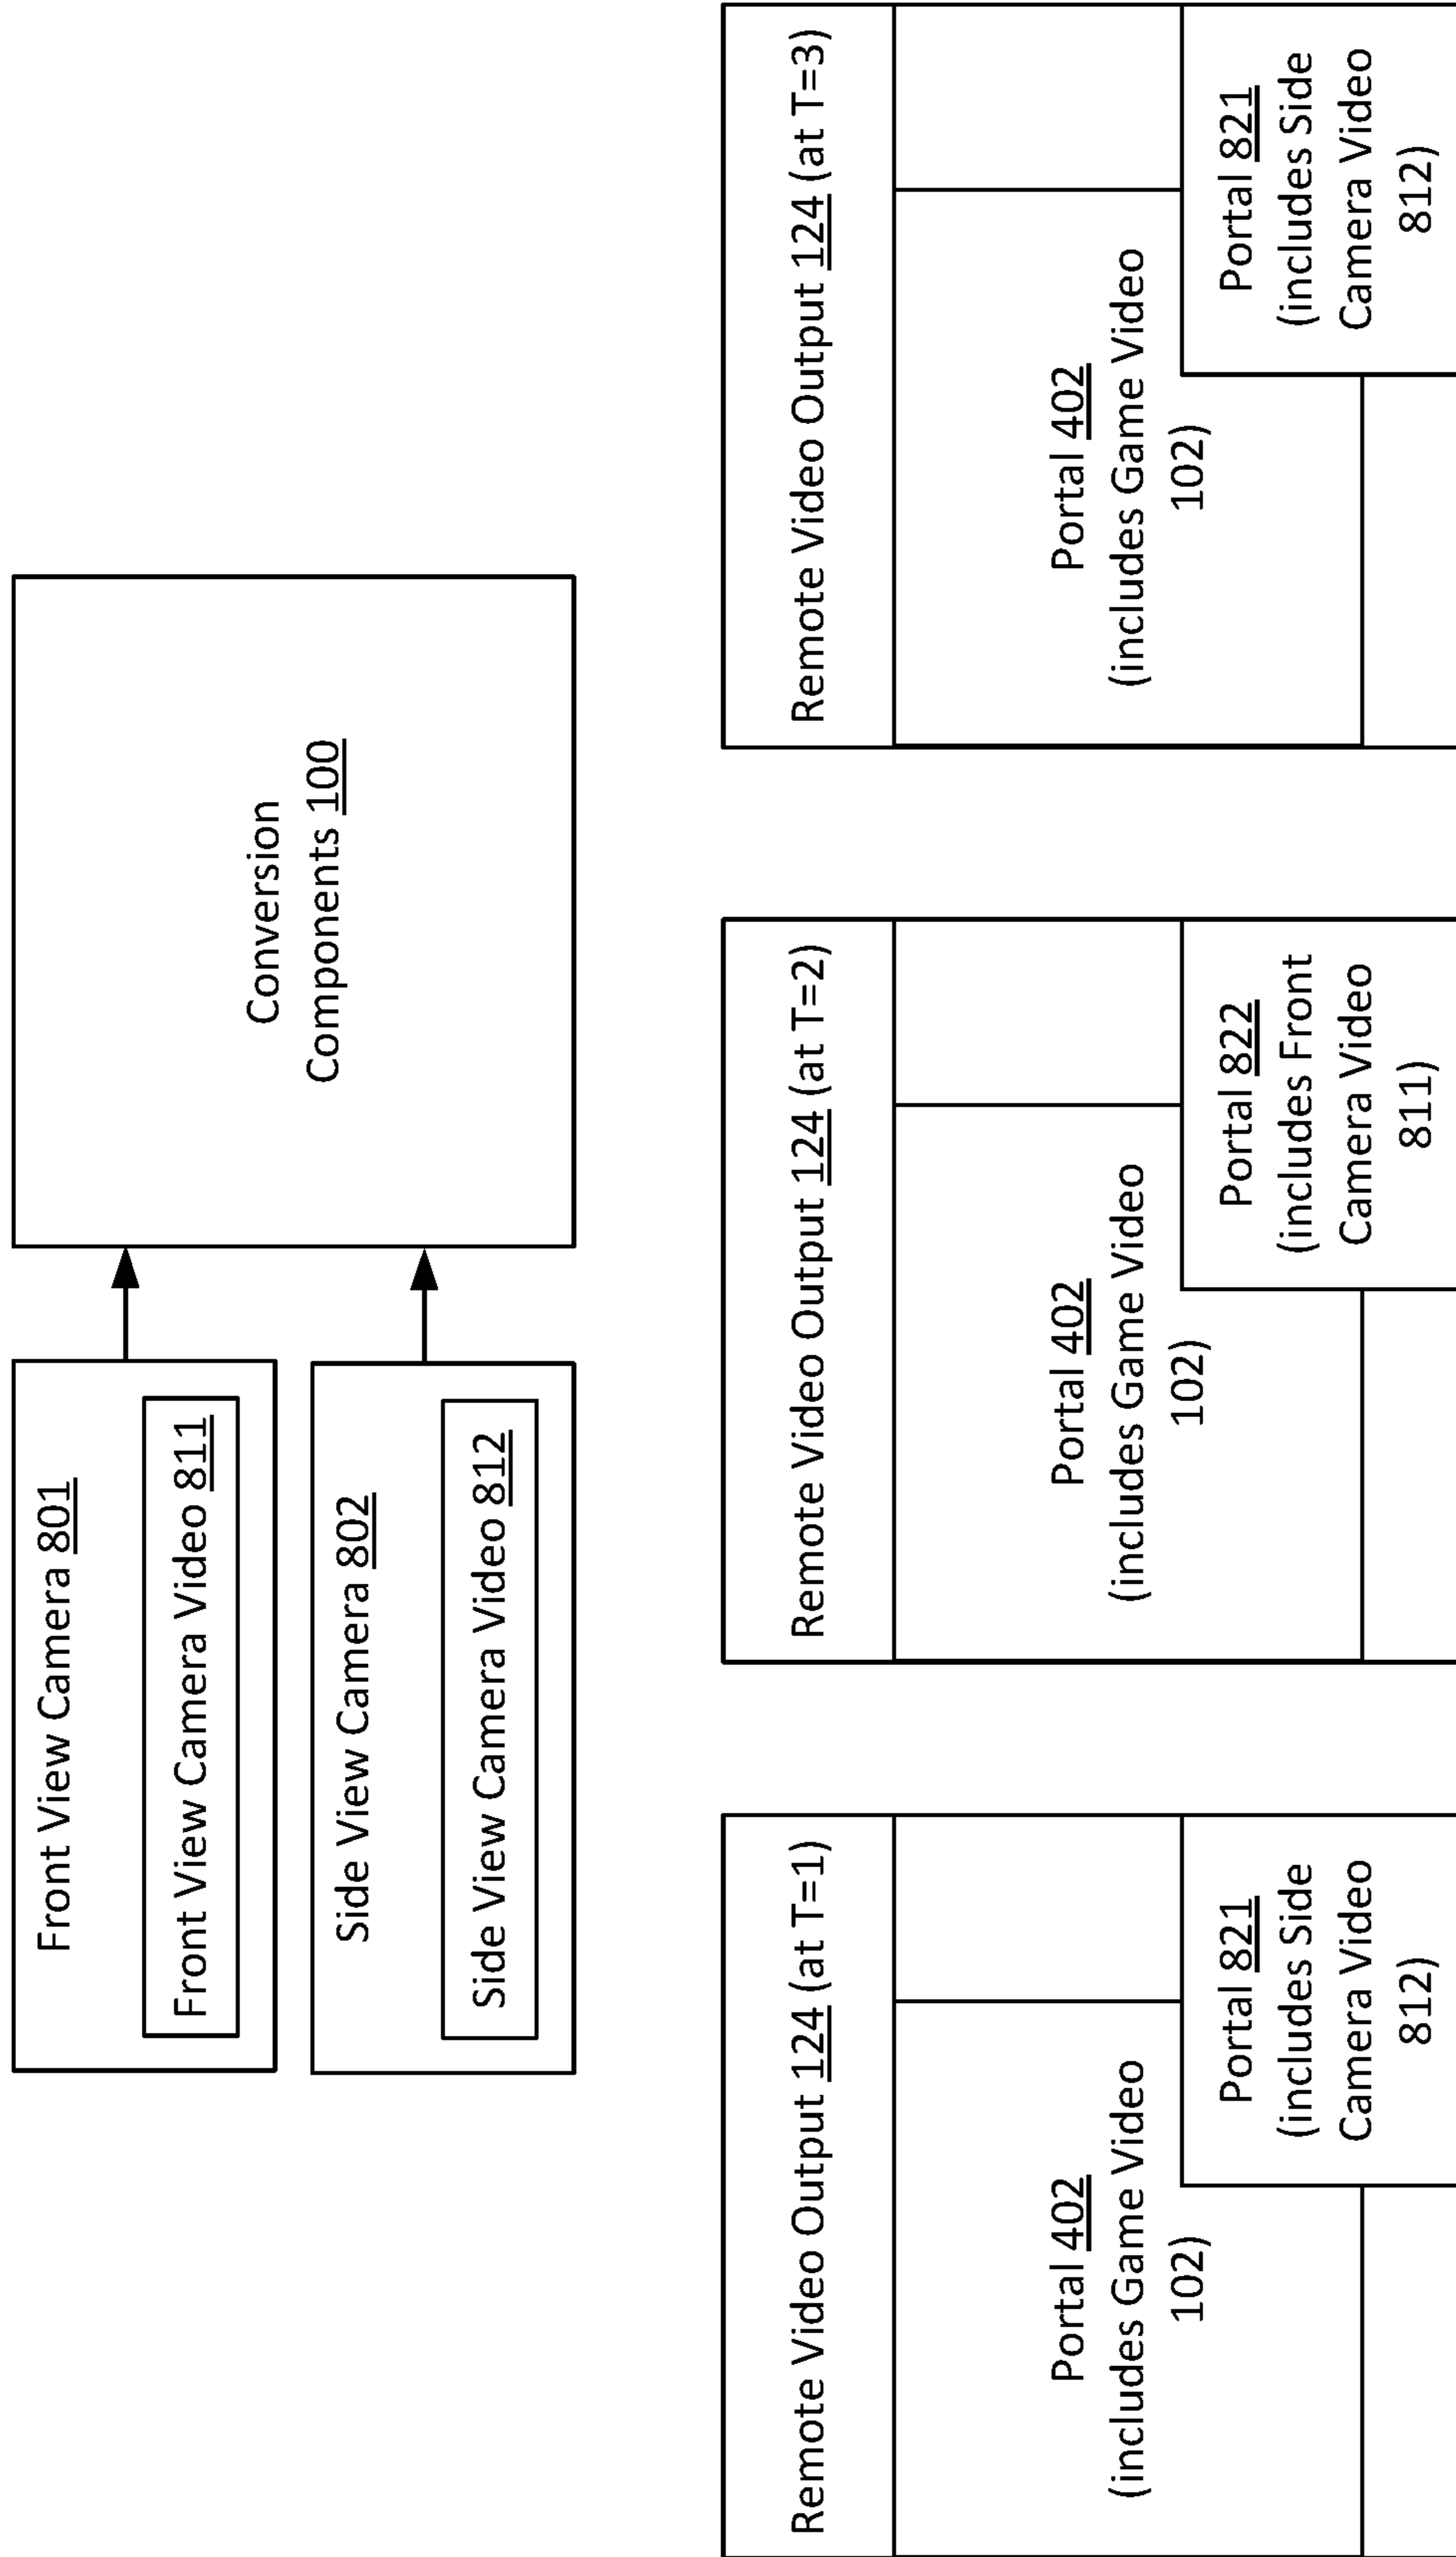 Front View Camera 801
Front View Camera Video 811
Side View Camera 802
Side View Camera Video 812
Conversion
Components 100
Remote Video Output 124 (at T=1)
Portal 402
(includes Game Video
102)
Portal 821
(includes Side
Camera Video
812)
Remote Video Output 124 (at T=2)
Portal 402
(includes Game Video
102)
Portal 822
(includes Front
Camera Video
811)
Remote Video Output 124 (at T=3)
Portal 402
(includes Game Video
102)
Portal 821
(includes Side
Camera Video
812)